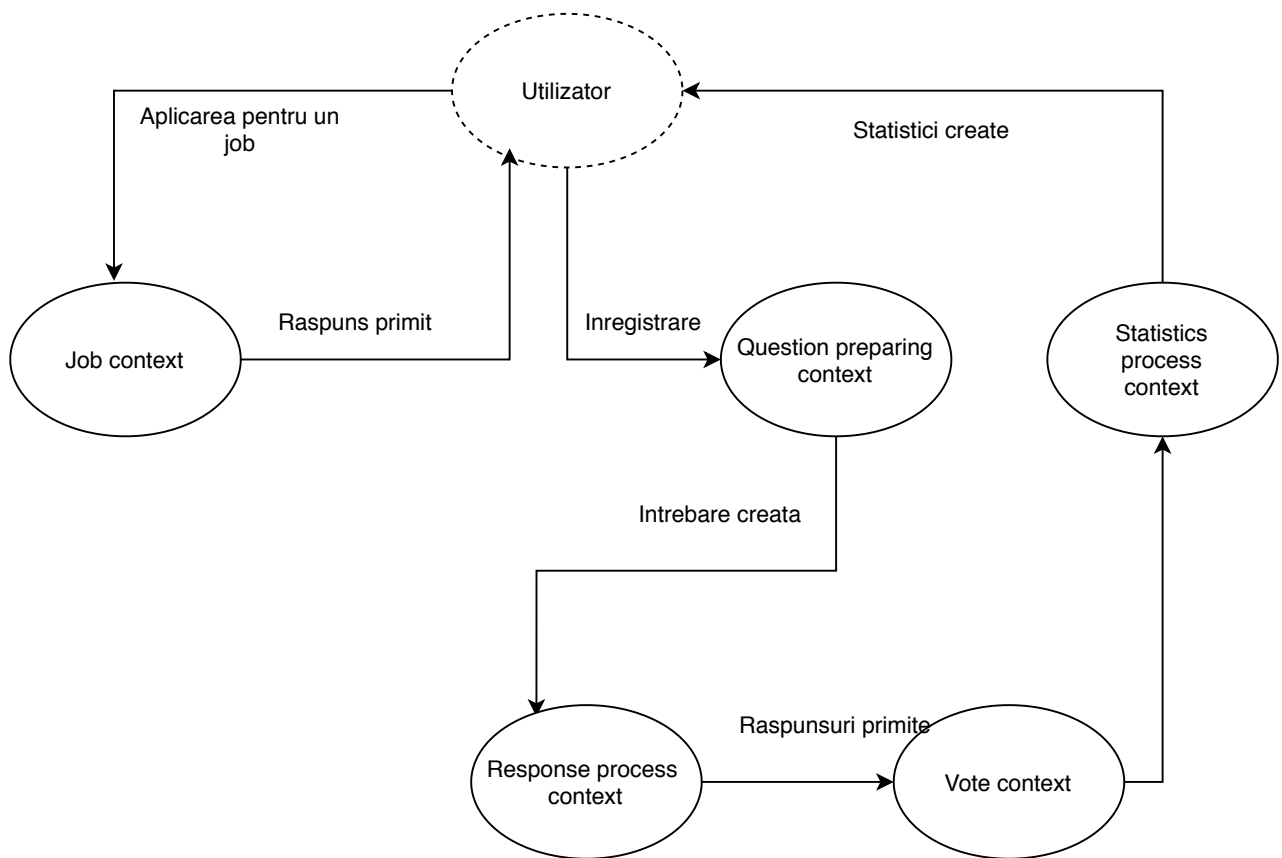 Utilizator
Aplicarea pentru un
job
Statistici create
Raspuns primit
Inregistrare
Job context
Question preparing
context
Statistics
process
context
Intrebare creata
Raspunsuri primite
Response process
context
Vote context